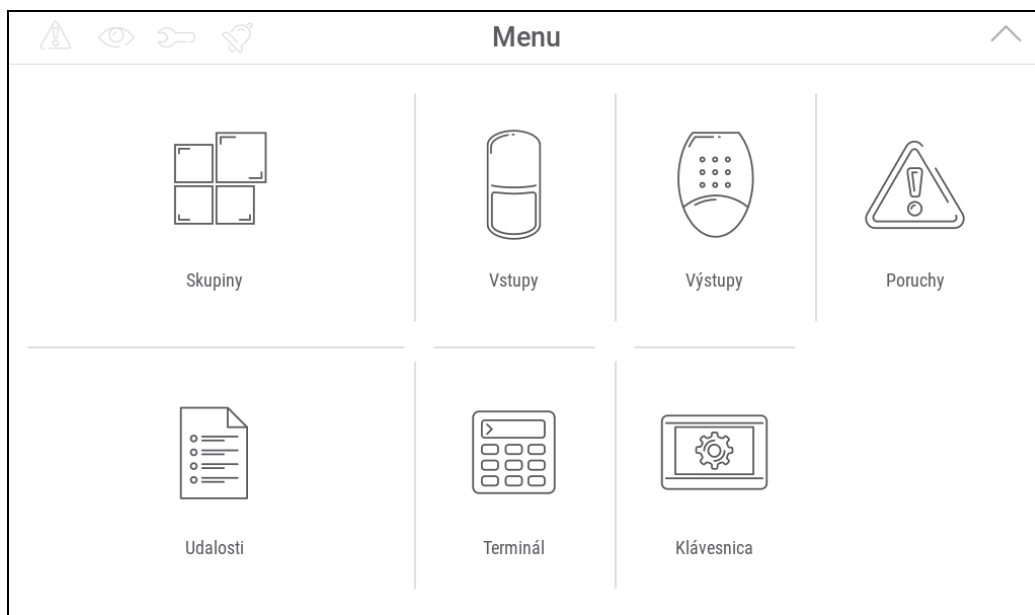 Menu
Skupiny
Vstupy
Výstupy
Poruchy
Udalosti
Terminál
Klávesnica